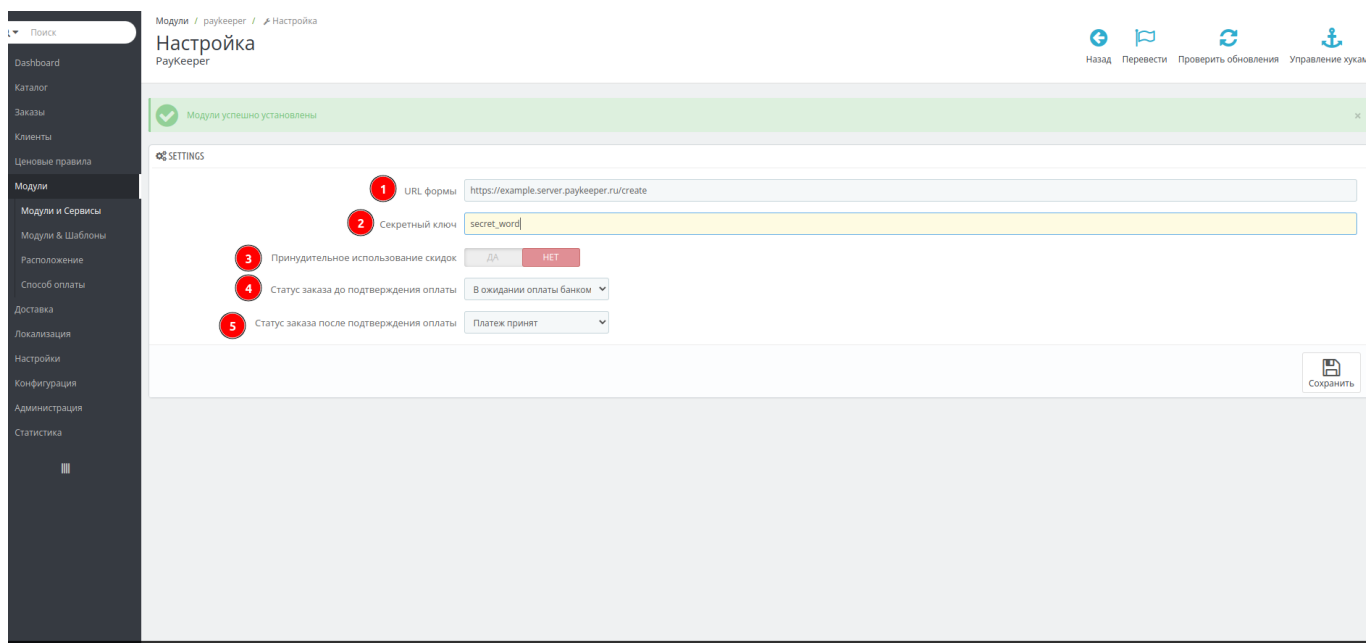 Поиск
Dashboard
Каталог
Заказы
Клиенты
Ценовые правила
Модули
Модули и Сервисы
Модули & Шаблоны
Расположение
Способ оплаты
Доставка
Локализация
Настройки
Конфигурация
Администрация
Статистика
Модули / paykeeper / Настройка
Настройка
PayKeeper
Назад Перевести Проверить обновления Управление хукам
Модули успешно установлены ×
SETTINGS
1 URL формы https://example.server.paykeeper.ru/create
2 Секретный ключ secret_word
3 Принудительное использование скидок ДА НЕТ
4 Статус заказа до подтверждения оплаты В ожидании оплаты банком
5 Статус заказа после подтверждения оплаты Платеж принят
Сохранить